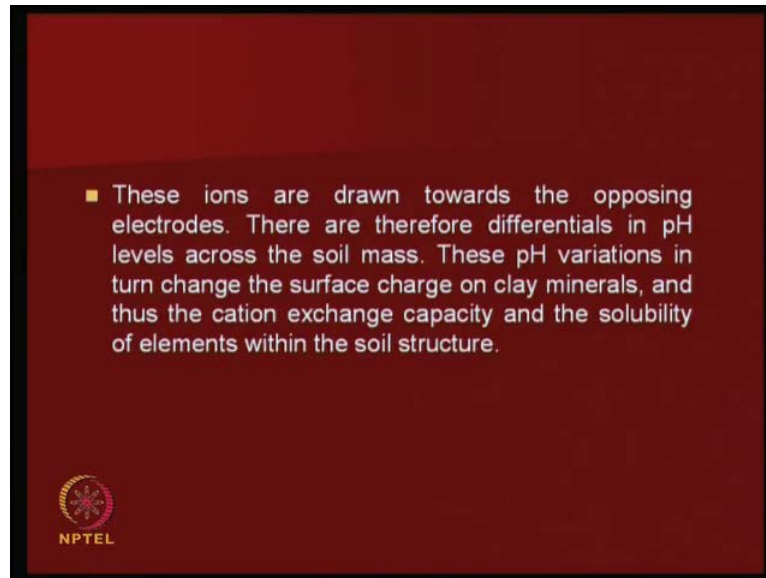 These ions are drawn towards the opposing
electrodes. There are therefore differentials in pH
levels across the soil mass. These pH variations in
turn change the surface charge on clay minerals, and
thus the cation exchange capacity and the solubility
of elements within the soil structure.
NPTEL